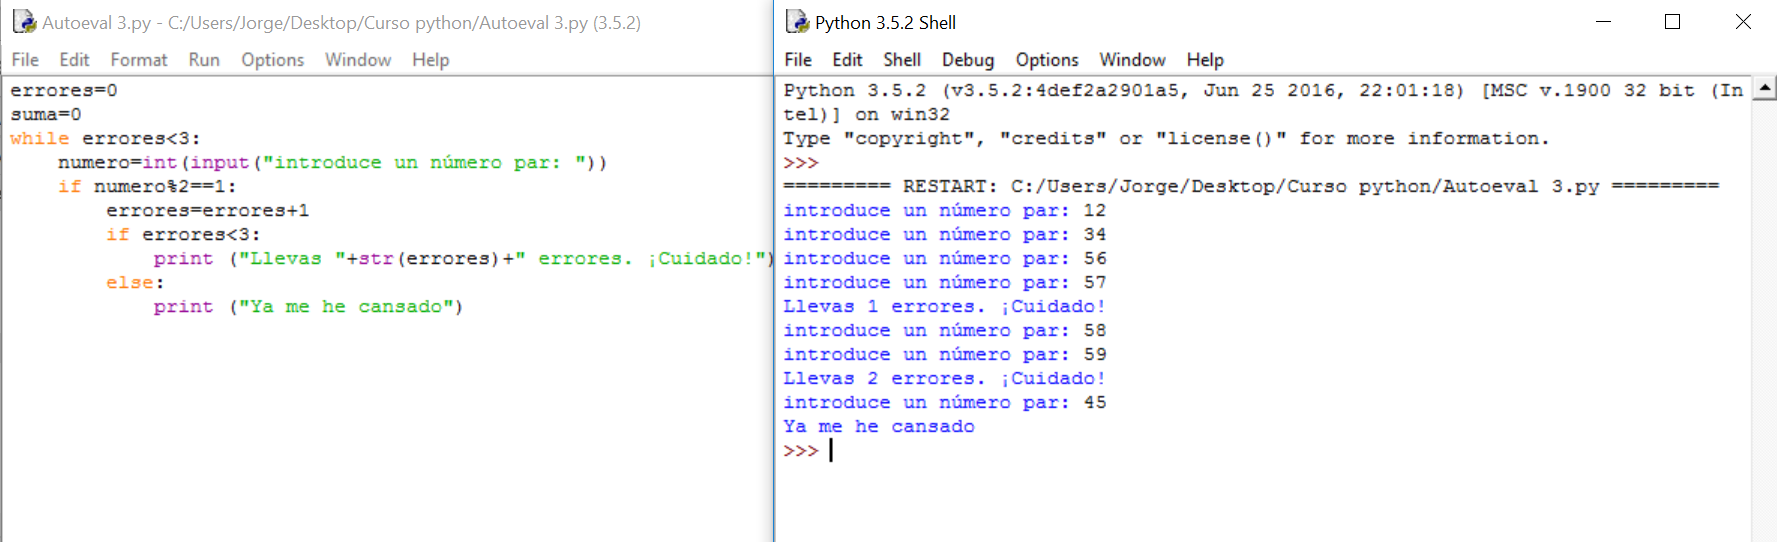 Autoeval 3.py - C:/Users/Jorge/Desktop/Curso python/Autoeval 3.py (3.5.2)
File Edit Format Run Options Window Help
errores=0
suma=0
while errores<3:
    numero=int(input("introduce un número par: "))
    if numero%2==1:
        errores=errores+1
        if errores<3:
            print ("Llevas "+str(errores)+" errores. ¡Cuidado!")
        else:
            print ("Ya me he cansado")
Python 3.5.2 Shell
File Edit Shell Debug Options Window Help
Python 3.5.2 (v3.5.2:4def2a2901a5, Jun 25 2016, 22:01:18) [MSC v.1900 32 bit (In
tel)] on win32
Type "copyright", "credits" or "license()" for more information.
>>>
========= RESTART: C:/Users/Jorge/Desktop/Curso python/Autoeval 3.py =========
introduce un número par: 12
introduce un número par: 34
introduce un número par: 56
introduce un número par: 57
Llevas 1 errores. ¡Cuidado!
introduce un número par: 58
introduce un número par: 59
Llevas 2 errores. ¡Cuidado!
introduce un número par: 45
Ya me he cansado
>>>